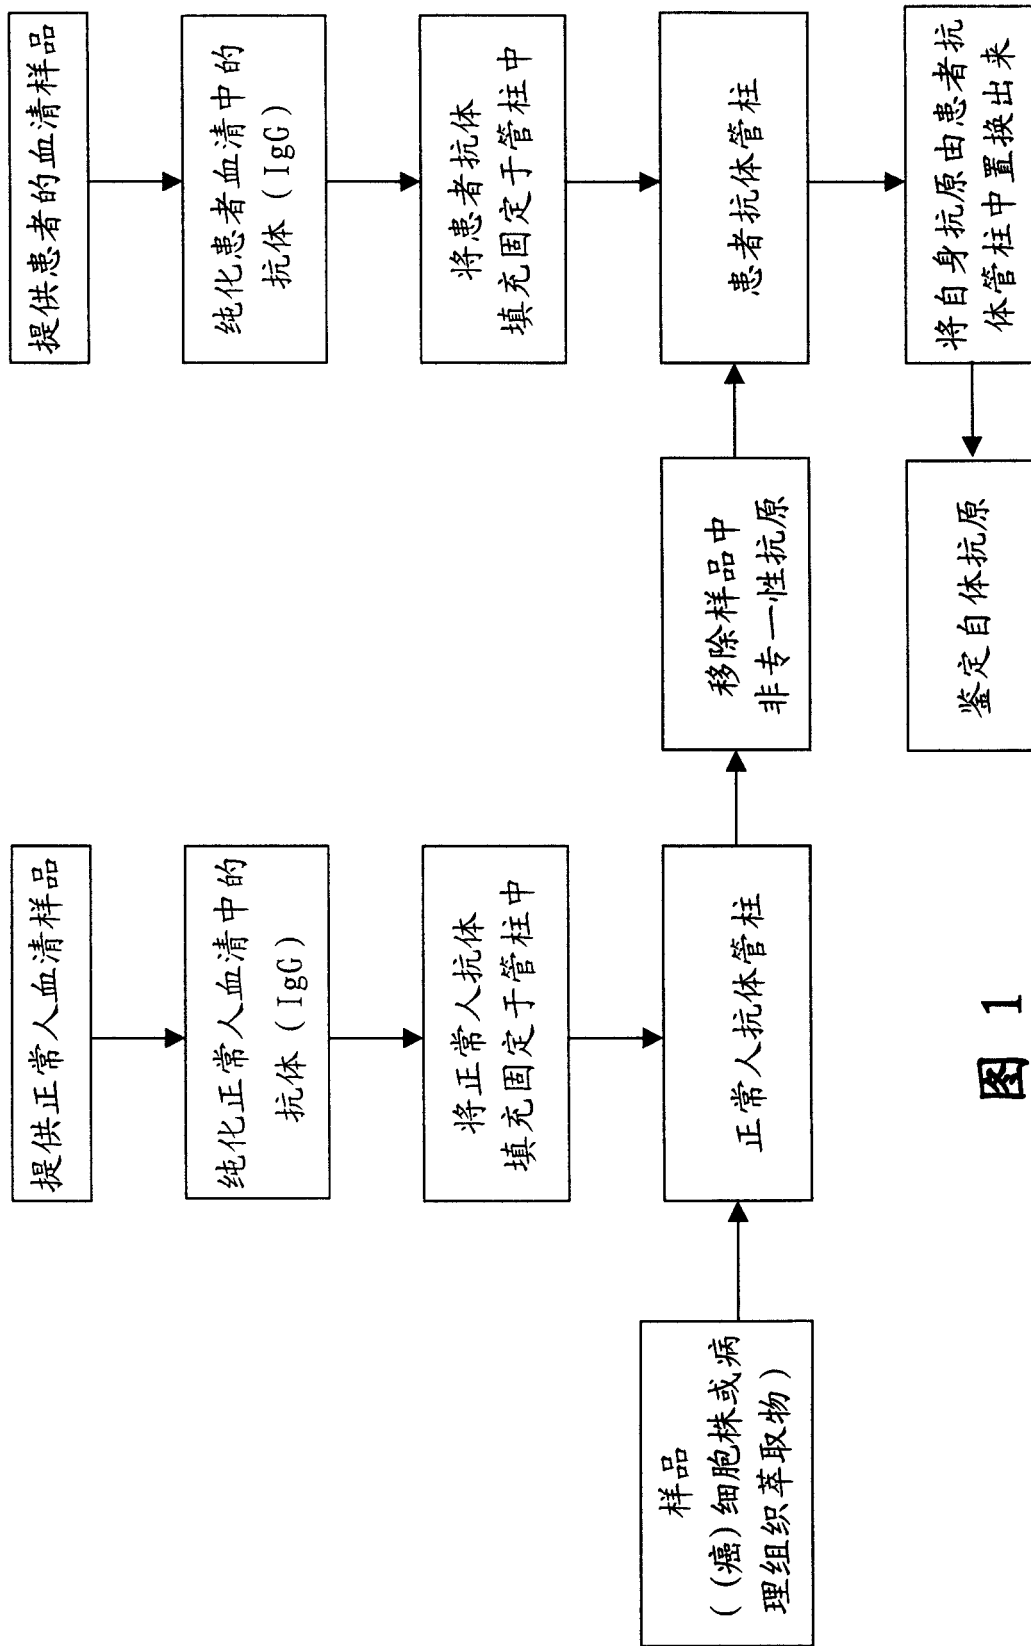 提供正常人血清样品
纯化正常人血清中的
抗体（IgG）
将正常人抗体
填充固定于管柱中
样品
（（癌）细胞株或病
理组织萃取物）
正常人抗体管柱
移除样品中
非专一性抗原
提供患者的血清样品
纯化患者血清中的
抗体（IgG）
将患者抗体
填充固定于管柱中
患者抗体管柱
将自身抗原由患者抗
体管柱中置换出来
鉴定自体抗原
图 1